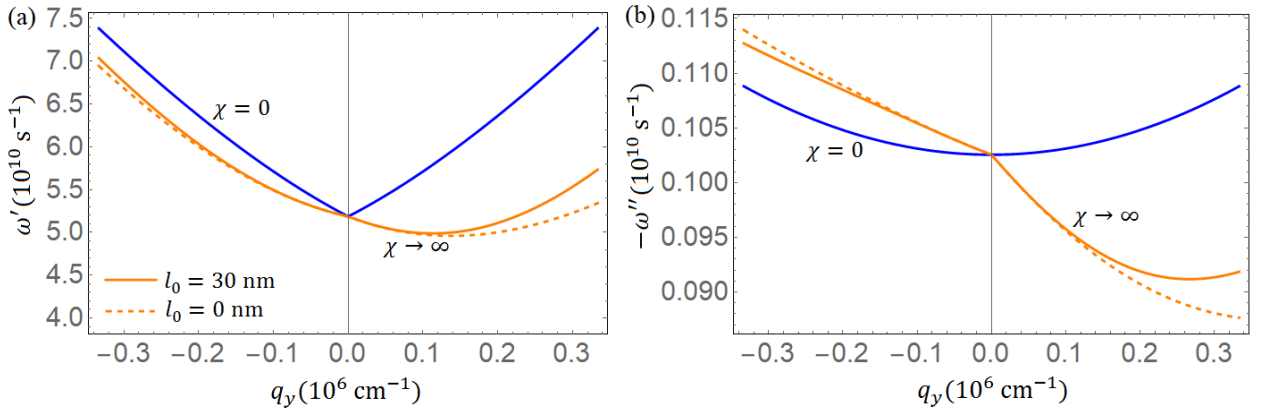 (a)
7.5
7.0
6.5
6.0
5.5
5.0
4.5
4.0
ω′(10¹⁰ s⁻¹)
χ = 0
χ → ∞
l₀ = 30 nm
l₀ = 0 nm
−0.3 −0.2 −0.1 0.0 0.1 0.2 0.3
q_y(10⁶ cm⁻¹)
(b)
0.115
0.110
0.105
0.100
0.095
0.090
−ω″(10¹⁰ s⁻¹)
χ = 0
χ → ∞
−0.3 −0.2 −0.1 0.0 0.1 0.2 0.3
q_y(10⁶ cm⁻¹)